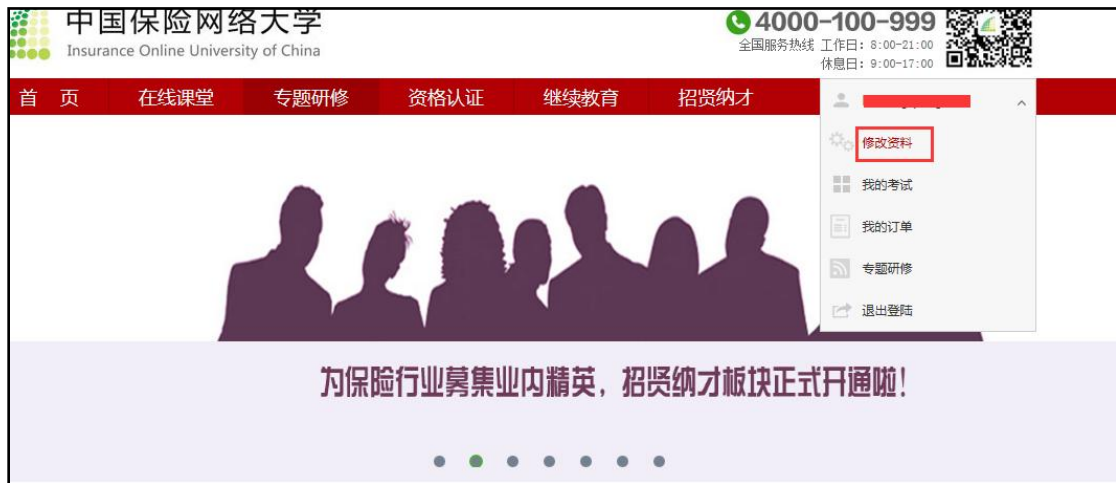 中国保险网络大学
Insurance Online University of China
4000-100-999
全国服务热线 工作日：8:00-21:00
休息日：9:00-17:00
首 页 在线课堂 专题研修 资格认证 继续教育 招贤纳才
修改资料
我的考试
我的订单
专题研修
退出登陆
为保险行业募集业内精英，招贤纳才板块正式开通啦！